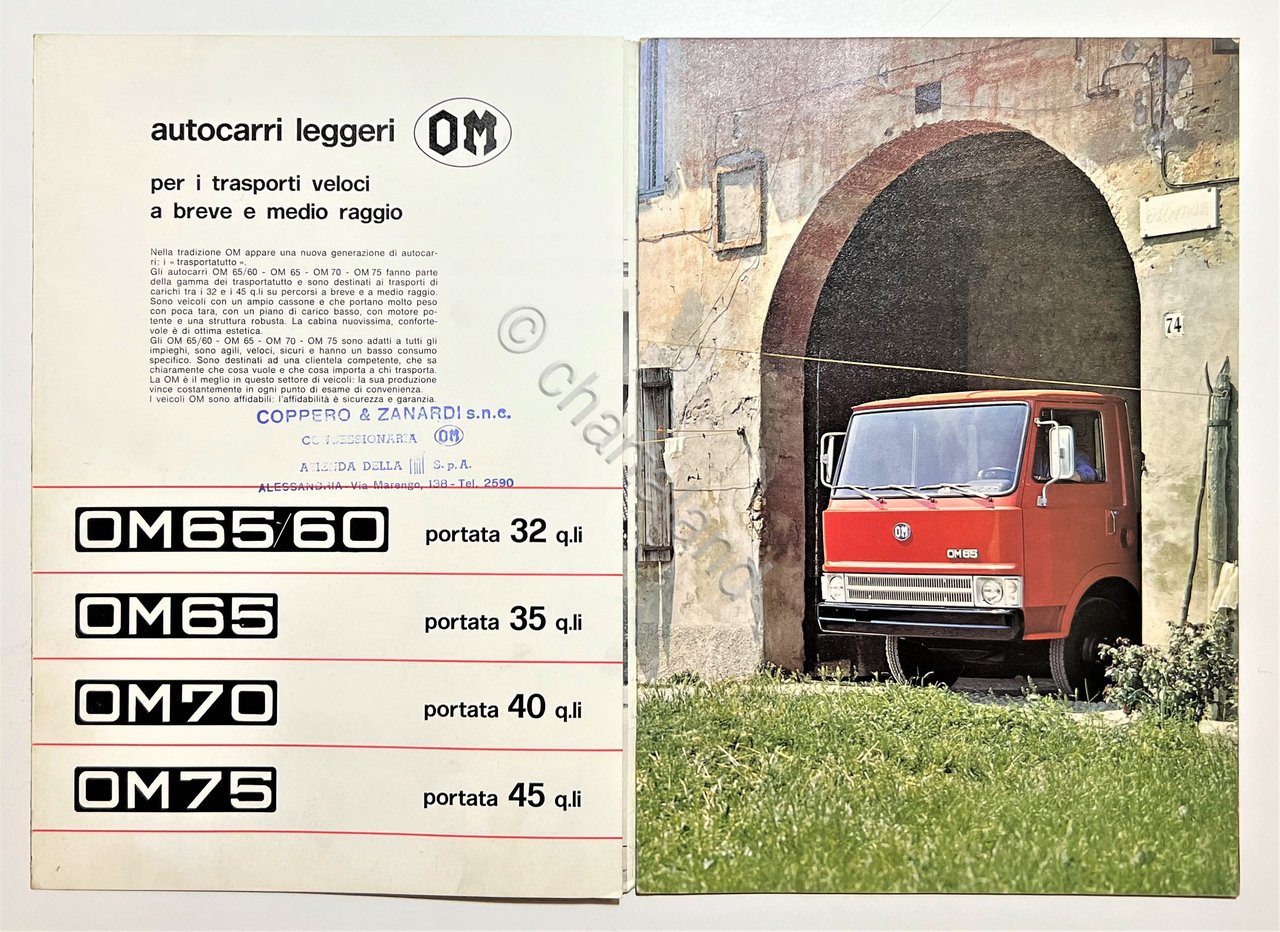 autocarri leggeri OM
per i trasporti veloci
a breve e medio raggio
Nella tradizione OM appare una nuova generazione di autocar-
ri: i « trasportatutto ».
Gli autocarri OM 65/60 - OM 65 - OM 70 - OM 75 fanno parte
della gamma dei trasportatutto e sono destinati ai trasporti di
carichi tra i 32 e i 45 q.li su percorsi a breve e a medio raggio.
Sono veicoli con un ampio cassone e che portano molto peso
con poca tara, con un piano di carico basso, con motore po-
tente e una struttura robusta. La cabina nuovissima, conforte-
vole è di ottima estetica.
Gli OM 65/60 - OM 65 - OM 70 - OM 75 sono adatti a tutti gli
impieghi, sono agili, veloci, sicuri e hanno un basso consumo
specifico. Sono destinati ad una clientela competente, che sa
chiaramente che cosa vuole e che cosa importa a chi trasporta.
La OM è il meglio in questo settore di veicoli: la sua produzione
vince costantemente in ogni punto di esame di convenienza.
I veicoli OM sono affidabili: l'affidabilità è sicurezza e garanzia.
COPPERO & ZANARDI s.n.c.
CONCESSIONARIA OM
AZIENDA DELLA S.p.A.
ALESSANDRIA - Via Marengo, 138 - Tel. 2590
OM65/60 portata 32 q.li
OM65 portata 35 q.li
OM70 portata 40 q.li
OM75 portata 45 q.li
74
OM
OM65